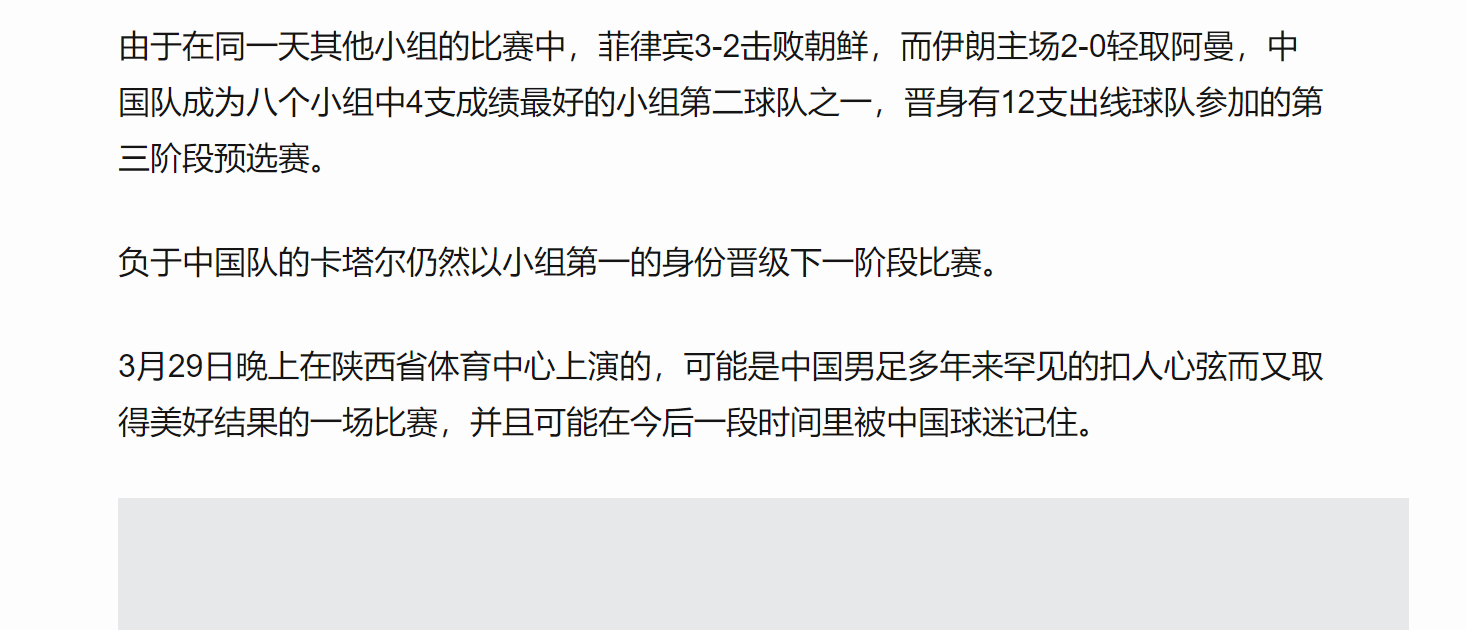 由于在同一天其他小组的比赛中，菲律宾3-2击败朝鲜，而伊朗主场2-0轻取阿曼，中
国队成为八个小组中4支成绩最好的小组第二球队之一，晋身有12支出线球队参加的第
三阶段预选赛。
负于中国队的卡塔尔仍然以小组第一的身份晋级下一阶段比赛。
3月29日晚上在陕西省体育中心上演的，可能是中国男足多年来罕见的扣人心弦而又取
得美好结果的一场比赛，并且可能在今后一段时间里被中国球迷记住。